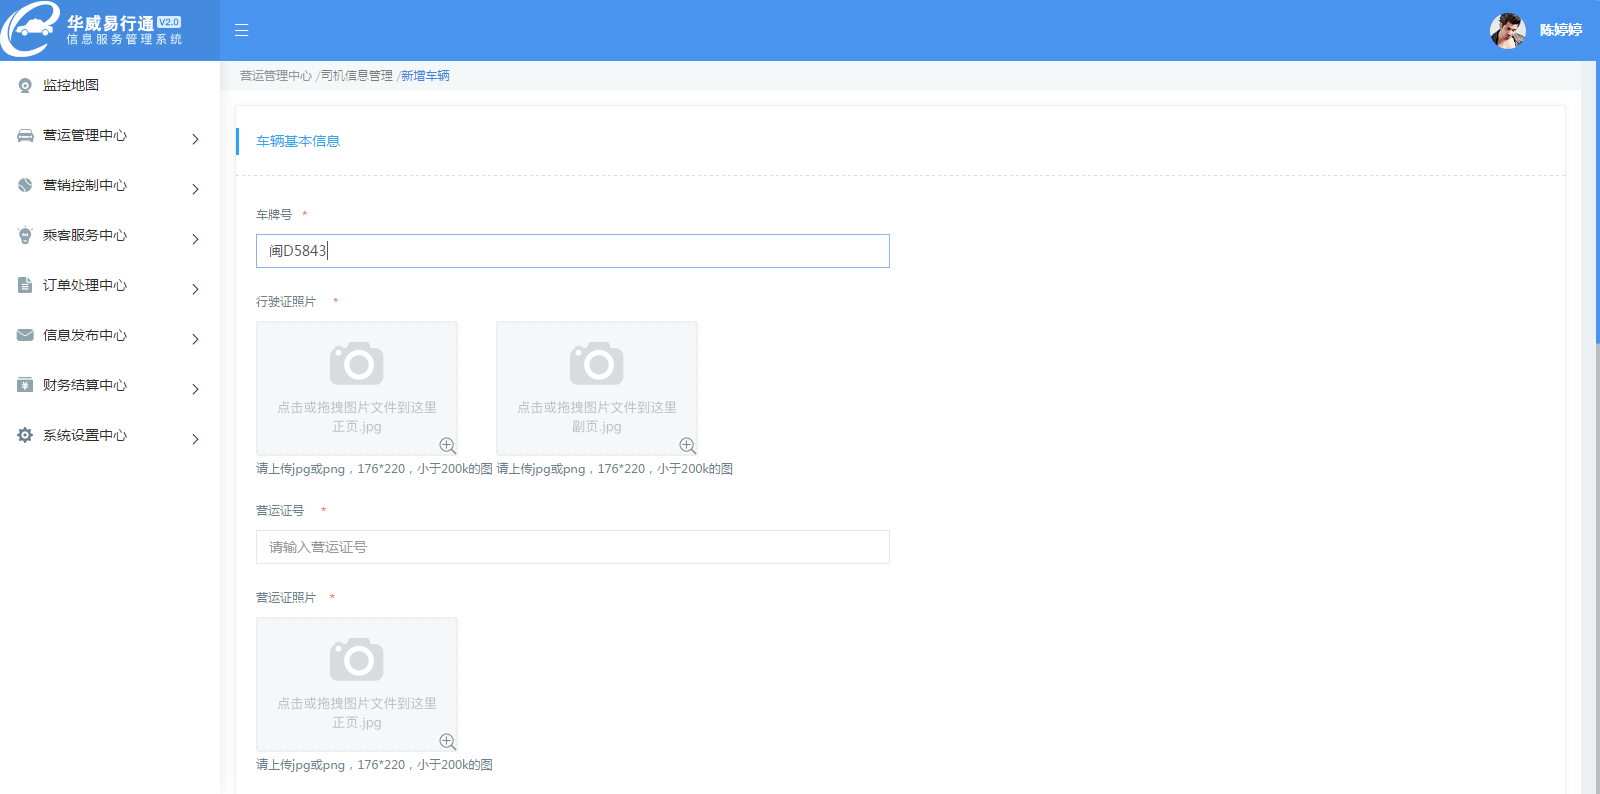 华威易行通 V2.0
信息服务管理系统
陈婷婷
监控地图
营运管理中心
营销控制中心
乘客服务中心
订单处理中心
信息发布中心
财务结算中心
系统设置中心
营运管理中心 /司机信息管理 /新增车辆
车辆基本信息
车牌号 *
闽D5843
行驶证照片 *
点击或拖拽图片文件到这里
正页.jpg
点击或拖拽图片文件到这里
副页.jpg
请上传jpg或png，176*220，小于200k的图 请上传jpg或png，176*220，小于200k的图
营运证号 *
请输入营运证号
营运证照片 *
点击或拖拽图片文件到这里
正页.jpg
请上传jpg或png，176*220，小于200k的图